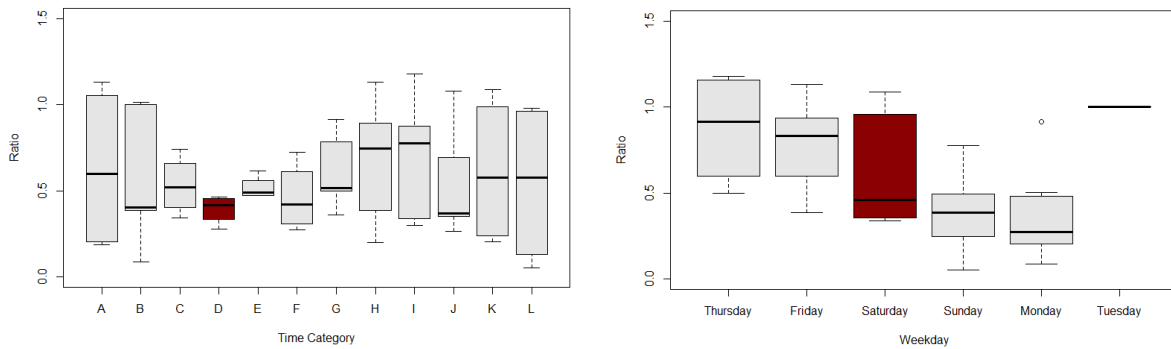 1.5
1.0
0.5
0.0
Ratio
A B C D E F G H I J K L
Time Category
1.5
1.0
0.5
0.0
Ratio
Thursday Friday Saturday Sunday Monday Tuesday
Weekday